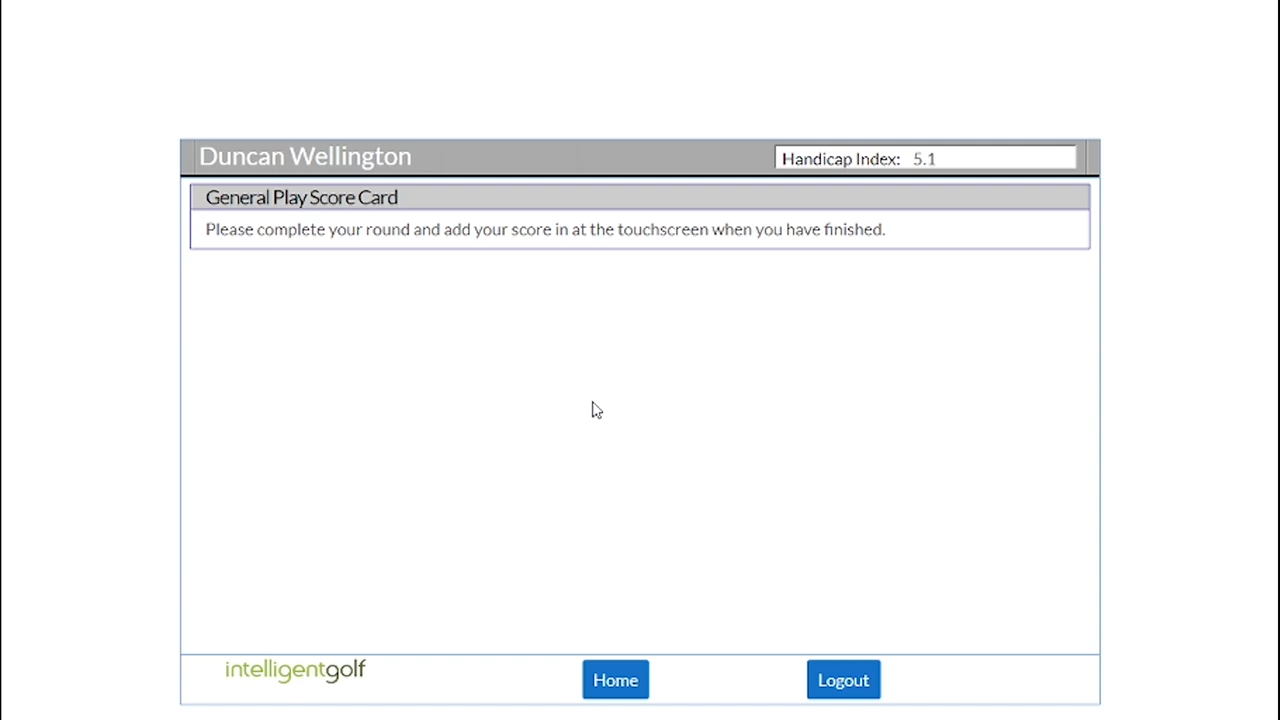 Duncan Wellington
Handicap Index: 5.1
General Play Score Card
Please complete your round and add your score in at the touchscreen when you have finished.
intelligentgolf
Home
Logout